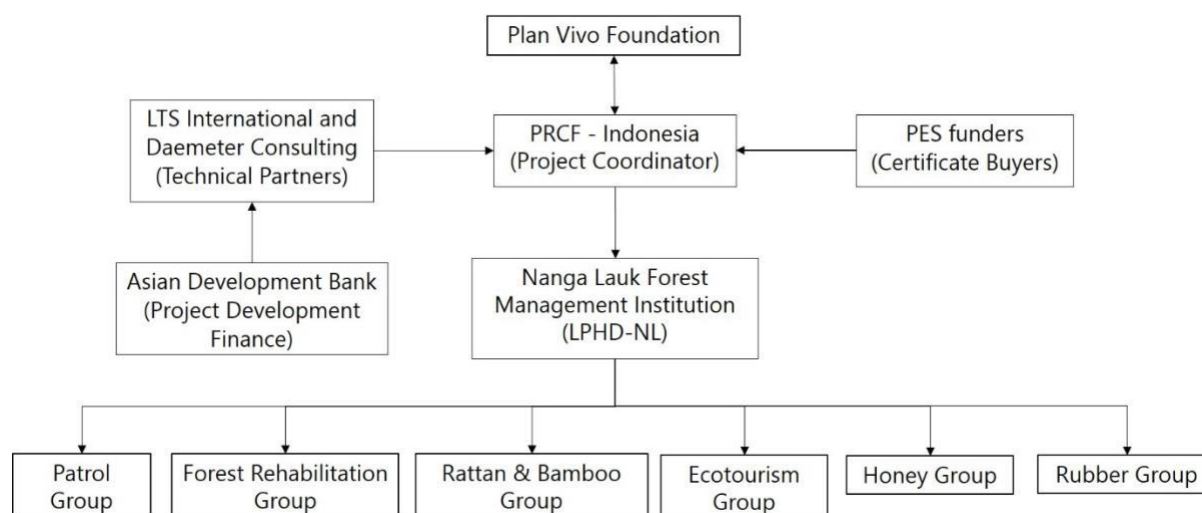 Plan Vivo Foundation
LTS International and
Daemeter Consulting
(Technical Partners)
PRCF - Indonesia
(Project Coordinator)
PES funders
(Certificate Buyers)
Asian Development Bank
(Project Development
Finance)
Nanga Lauk Forest
Management Institution
(LPHD-NL)
Patrol
Group
Forest Rehabilitation
Group
Rattan & Bamboo
Group
Ecotourism
Group
Honey Group
Rubber Group